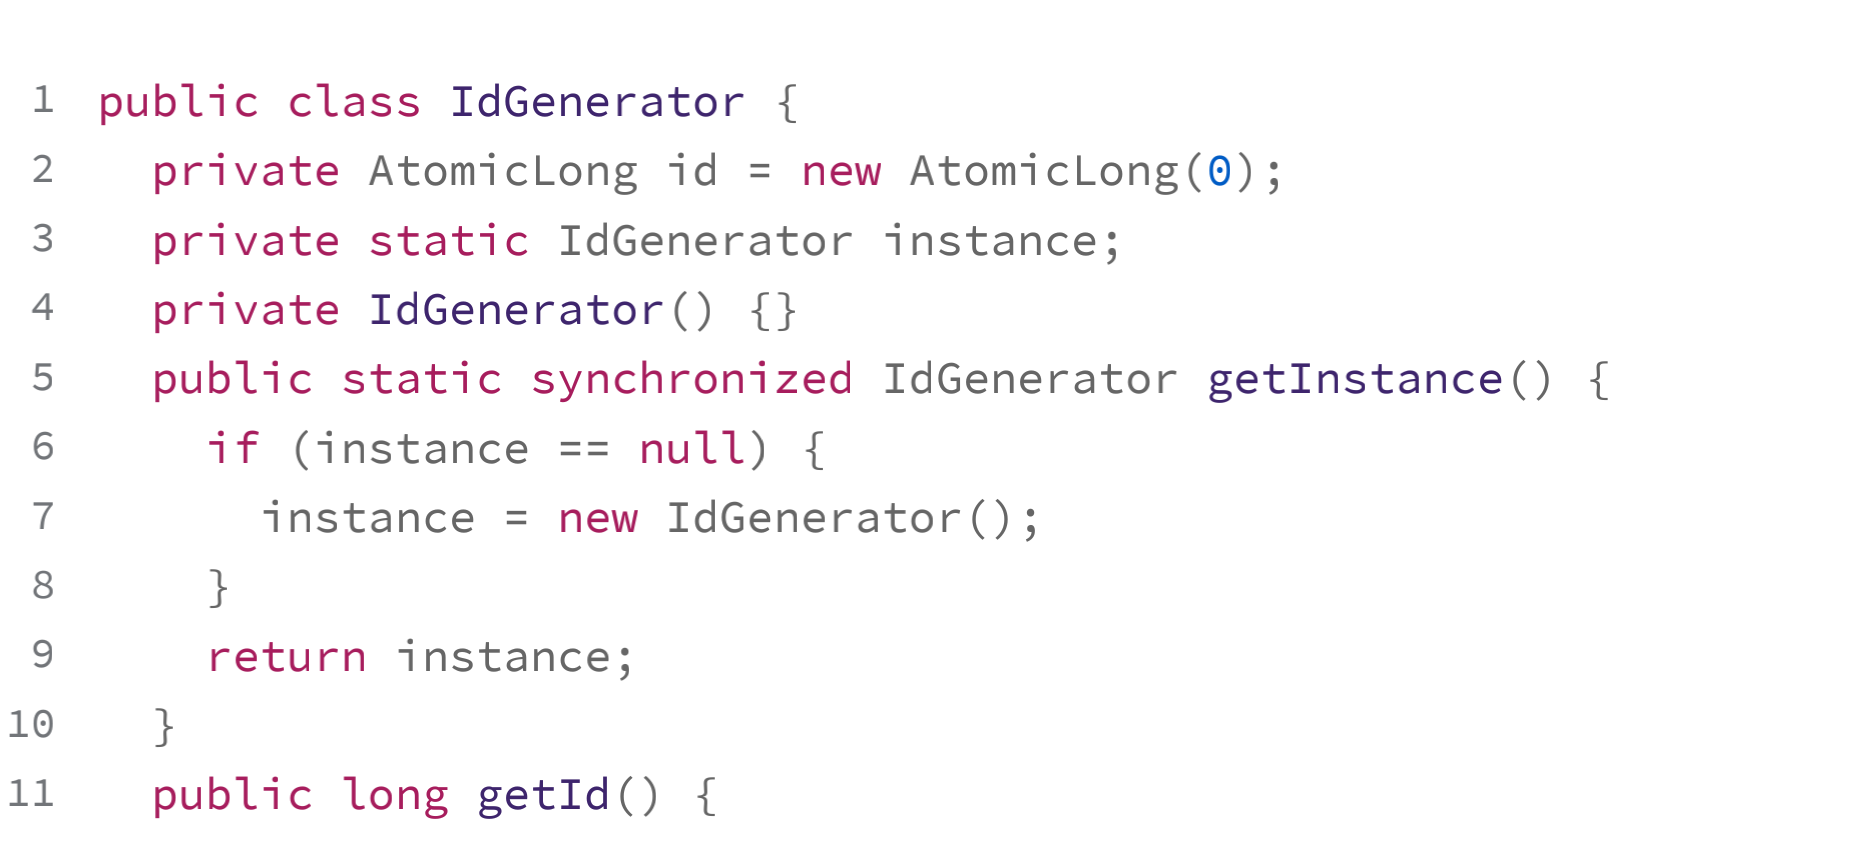 1 public class IdGenerator {
2   private AtomicLong id = new AtomicLong(0);
3   private static IdGenerator instance;
4   private IdGenerator() {}
5   public static synchronized IdGenerator getInstance() {
6     if (instance == null) {
7       instance = new IdGenerator();
8     }
9     return instance;
10   }
11   public long getId() {